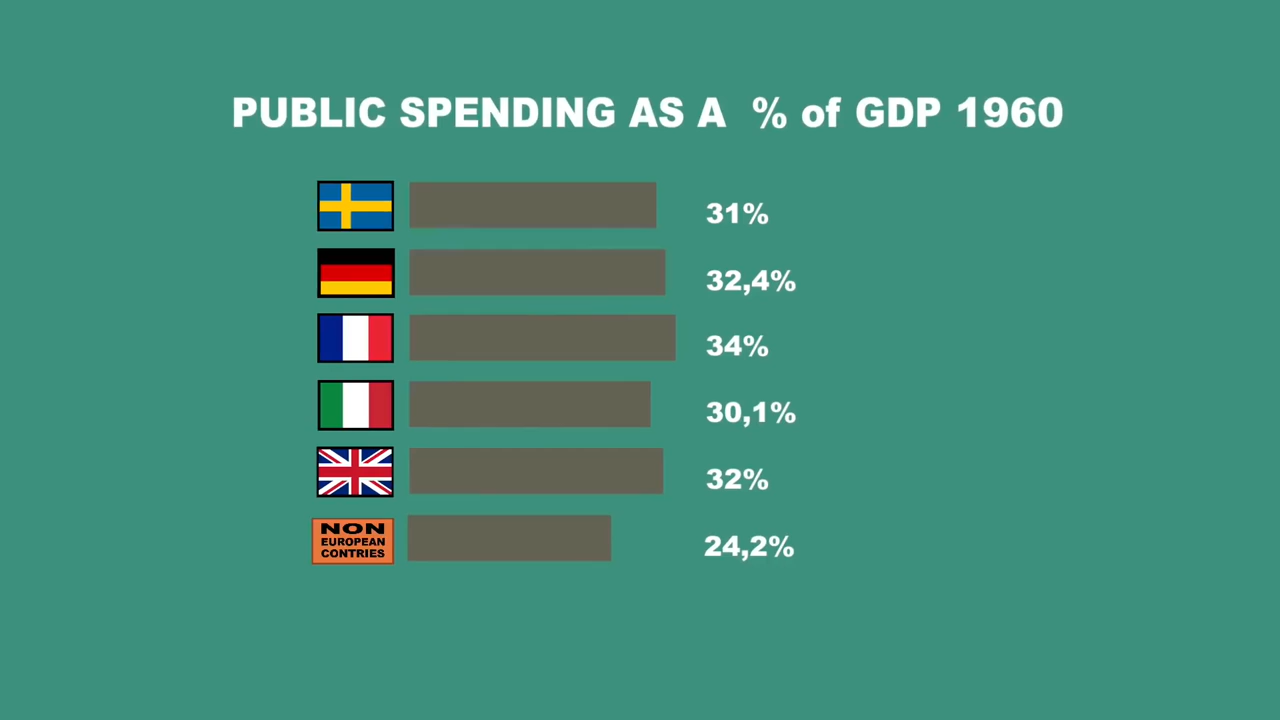 PUBLIC SPENDING AS A % of GDP 1960
31%
32,4%
34%
30,1%
32%
NON
EUROPEAN
CONTRIES
24,2%